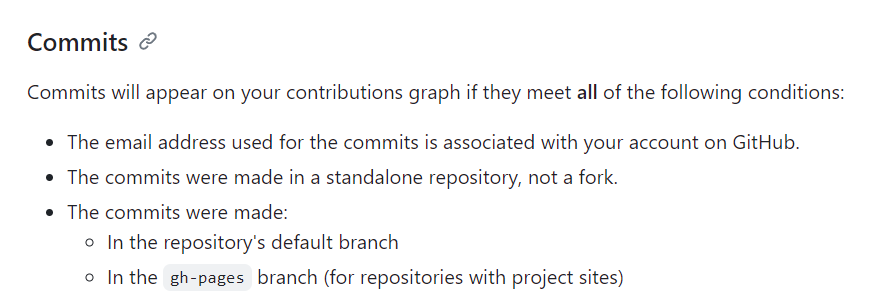 Commits
Commits will appear on your contributions graph if they meet all of the following conditions:
• The email address used for the commits is associated with your account on GitHub.
• The commits were made in a standalone repository, not a fork.
• The commits were made:
◦ In the repository's default branch
◦ In the gh-pages branch (for repositories with project sites)